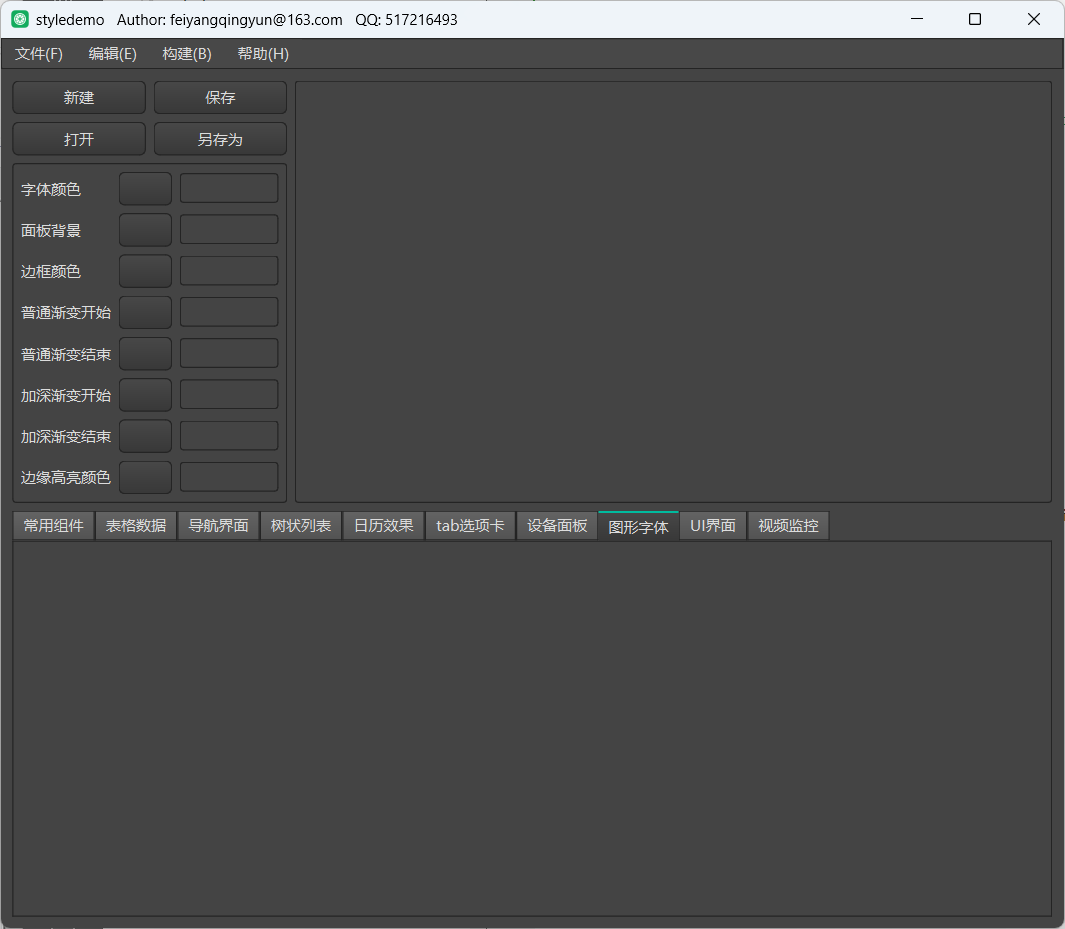 styledemo   Author: feiyangqingyun@163.com   QQ: 517216493
文件(F) 编辑(E) 构建(B) 帮助(H)
新建 保存
打开 另存为
字体颜色
面板背景
边框颜色
普通渐变开始
普通渐变结束
加深渐变开始
加深渐变结束
边缘高亮颜色
常用组件 表格数据 导航界面 树状列表 日历效果 tab选项卡 设备面板 图形字体 UI界面 视频监控